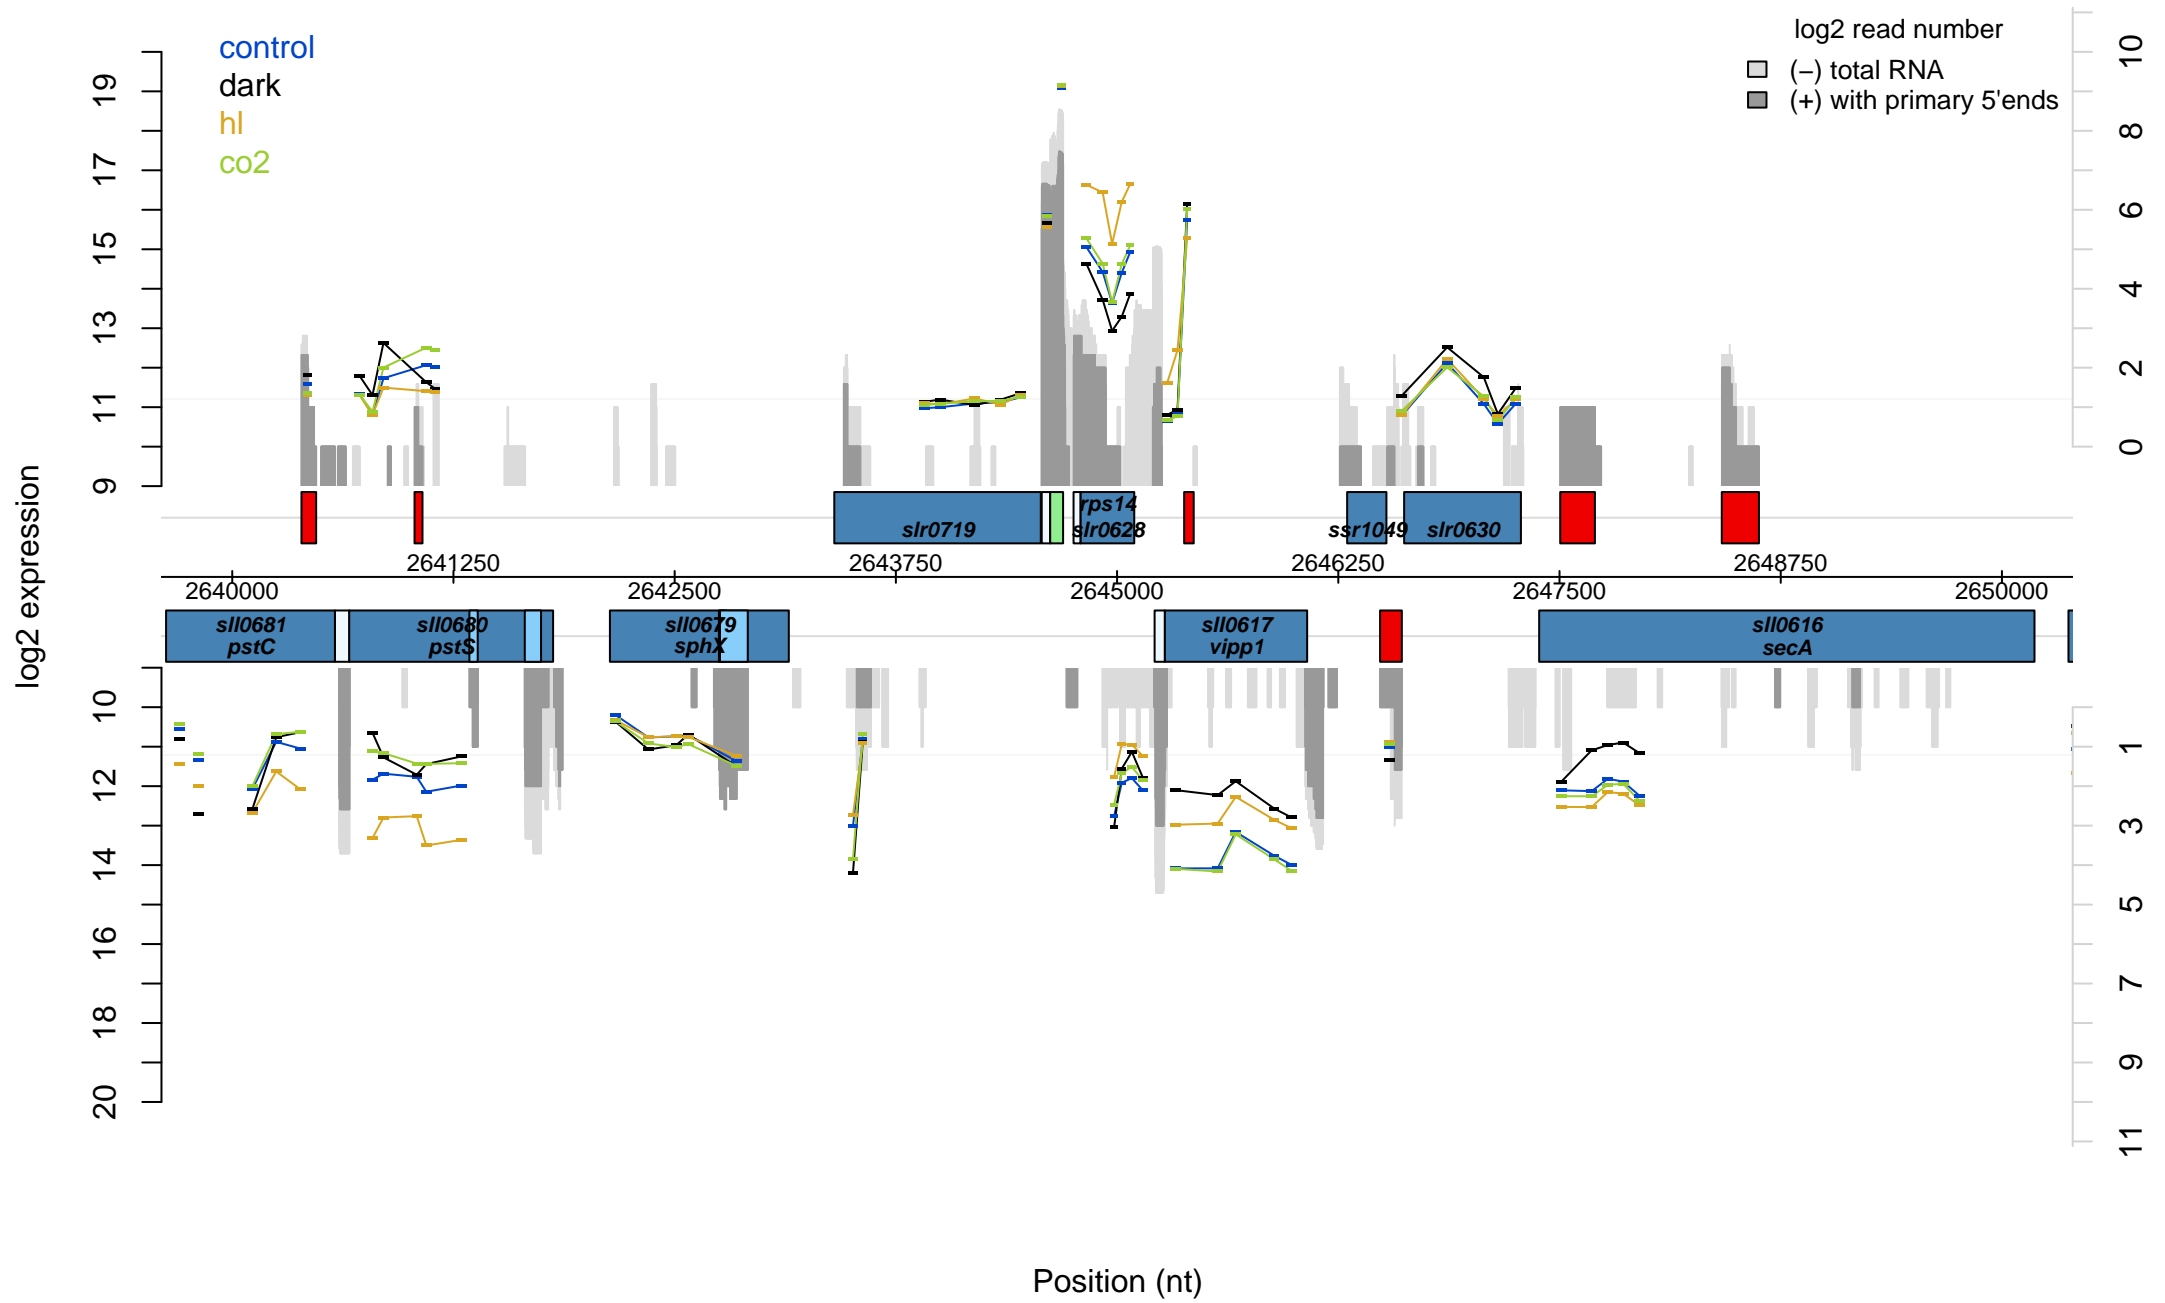 control
dark
hl
co2
log2 read number
(−) total RNA
(+) with primary 5'ends
19
17
15
13
11
9
10
8
6
4
2
0
log2 expression
rps14
slr0719
slr0628
ssr1049
slr0630
2641250
2643750
2646250
2648750
2640000
2642500
2645000
2647500
2650000
sll0681
pstC
sll0680
pstS
sll0679
sphX
sll0617
vipp1
sll0616
secA
10
12
14
16
18
20
1
3
5
7
9
11
Position (nt)